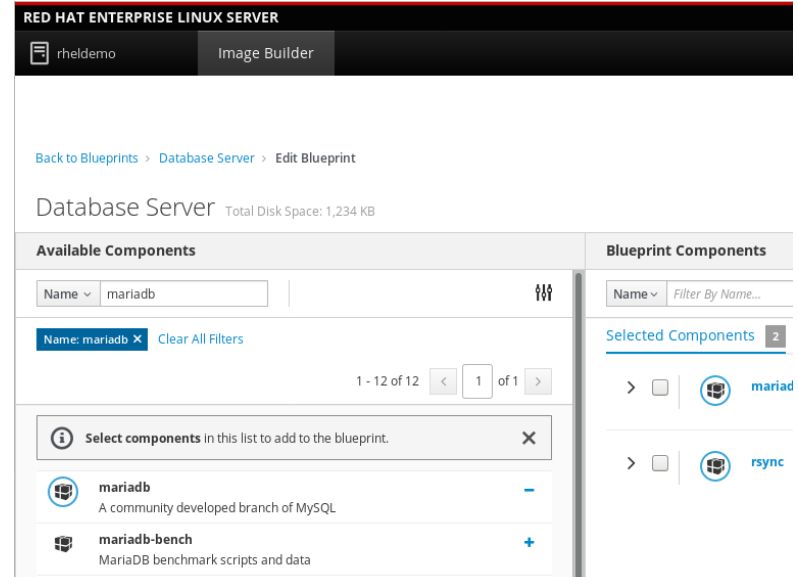 RED HAT ENTERPRISE LINUX SERVER
rheldemo Image Builder
Back to Blueprints › Database Server › Edit Blueprint
Database Server Total Disk Space: 1,234 KB
Available Components
Name mariadb
Name: mariadb ✕ Clear All Filters
1 - 12 of 12 < 1 of 1 >
Select components in this list to add to the blueprint. ✕
mariadb
A community developed branch of MySQL
mariadb-bench
MariaDB benchmark scripts and data
Blueprint Components
Name Filter By Name...
Selected Components 2
rsync